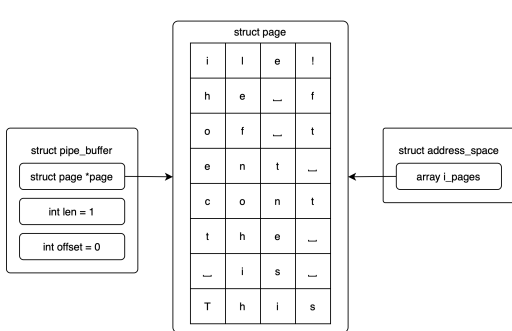 struct page
i l e !
h e ⎵ f
o f ⎵ t
e n t ⎵
c o n t
t h e ⎵
⎵ i s ⎵
T h i s
struct pipe_buffer
struct page *page
int len = 1
int offset = 0
struct address_space
array i_pages